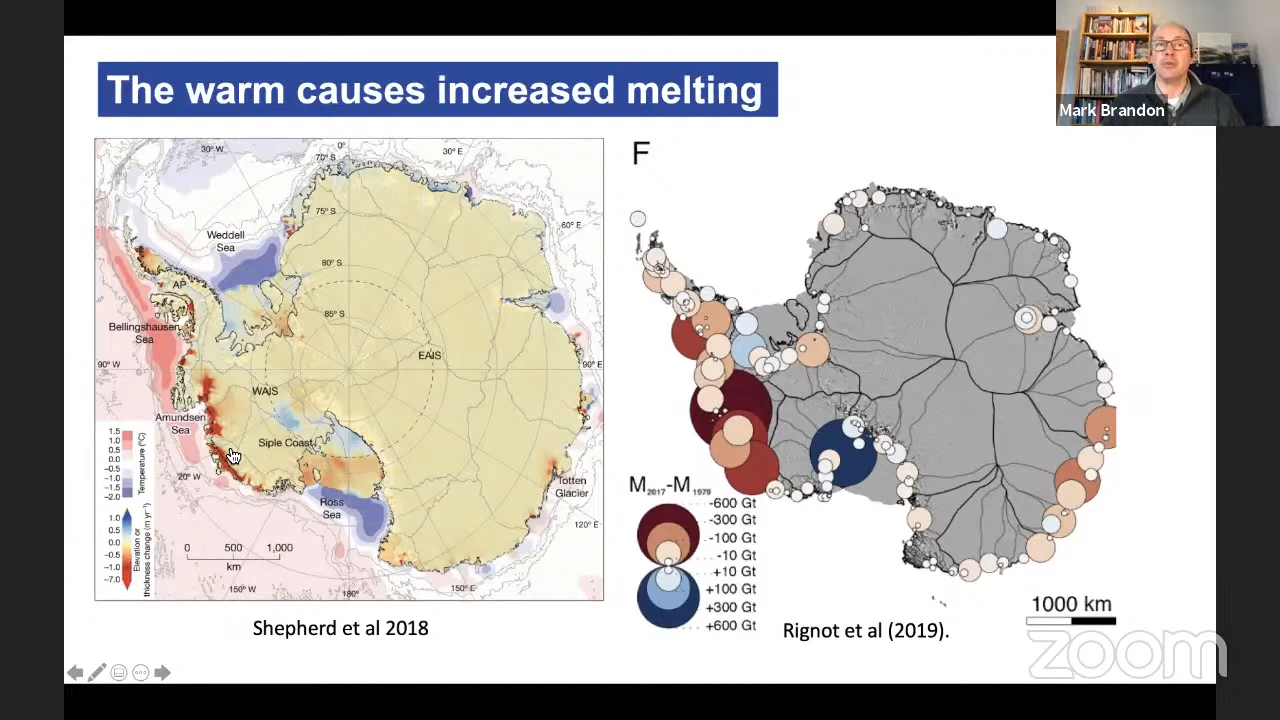 The warm causes increased melting
Mark Brandon
30° W
0°
30° E
70° S
75° S
60° E
Weddell
Sea
80° S
AP
85° S
Bellingshausen
Sea
EAIS
90° W
90° E
WAIS
Amundsen
Sea
Siple Coast
1.5
1.0
0.5
0.0
−0.5
−1.0
−1.5
−2.0
Temperature (°C)
20° W
Totten
Glacier
Ross
Sea
120° E
1.0
0.5
0.0
−0.5
−1.0
−7.0
Elevation or
thickness change (m yr⁻¹)
0 500 1,000
km
150° W
180°
150° E
Shepherd et al 2018
F
M2017-M1979
-600 Gt
-300 Gt
-100 Gt
-10 Gt
+10 Gt
+100 Gt
+300 Gt
+600 Gt
1000 km
Rignot et al (2019).
zoom